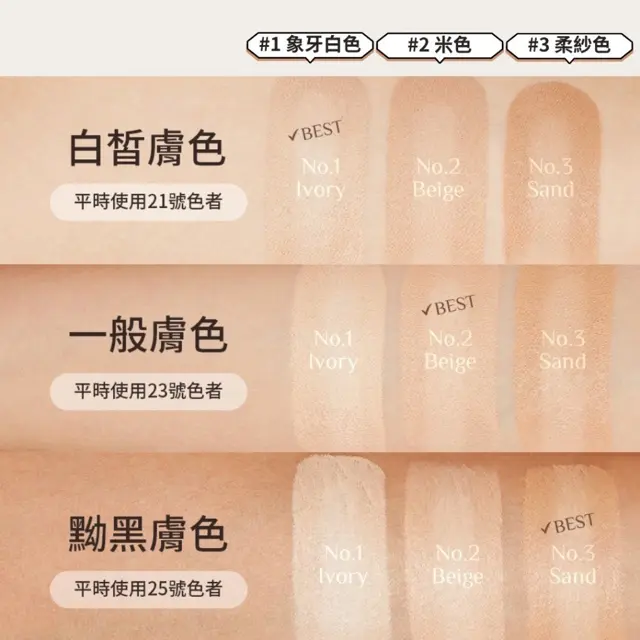 #1 象牙白色
#2 米色
#3 柔紗色
白皙膚色
平時使用21號色者
✓BEST
No.1
Ivory
No.2
Beige
No.3
Sand
一般膚色
平時使用23號色者
No.1
Ivory
✓BEST
No.2
Beige
No.3
Sand
黝黑膚色
平時使用25號色者
No.1
Ivory
No.2
Beige
✓BEST
No.3
Sand